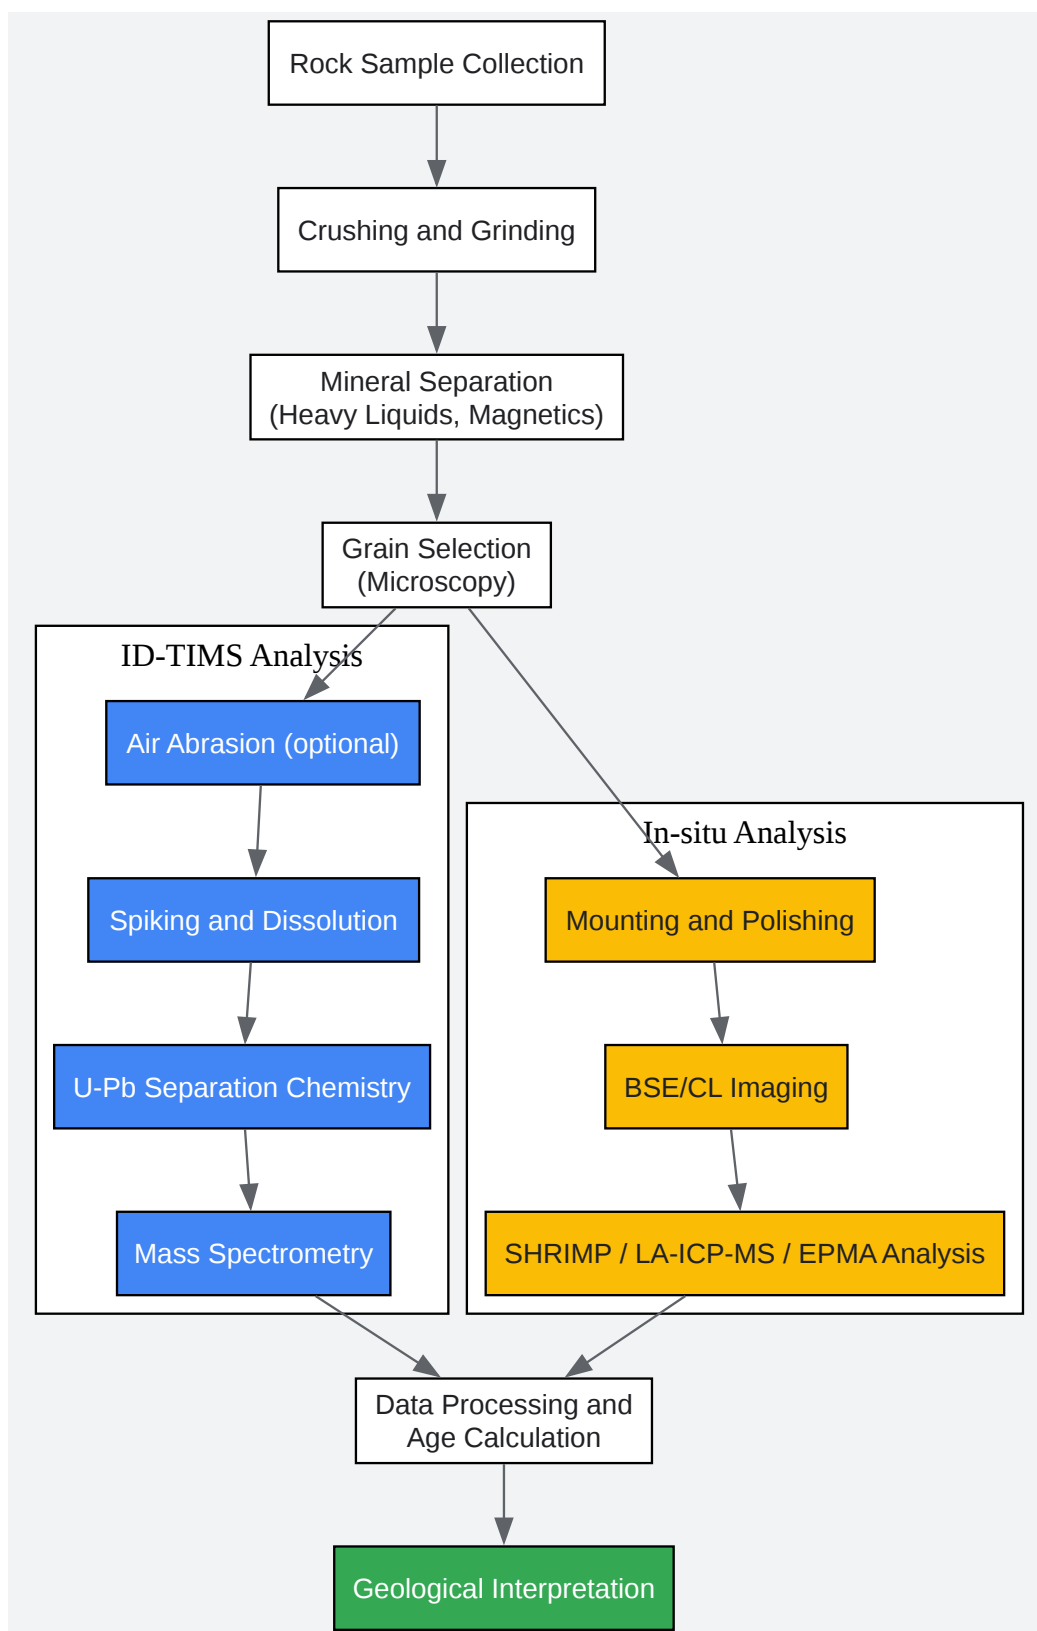 Rock Sample Collection
Crushing and Grinding
Mineral Separation
(Heavy Liquids, Magnetics)
Grain Selection
(Microscopy)
ID-TIMS Analysis
Air Abrasion (optional)
Spiking and Dissolution
U-Pb Separation Chemistry
Mass Spectrometry
In-situ Analysis
Mounting and Polishing
BSE/CL Imaging
SHRIMP / LA-ICP-MS / EPMA Analysis
Data Processing and
Age Calculation
Geological Interpretation